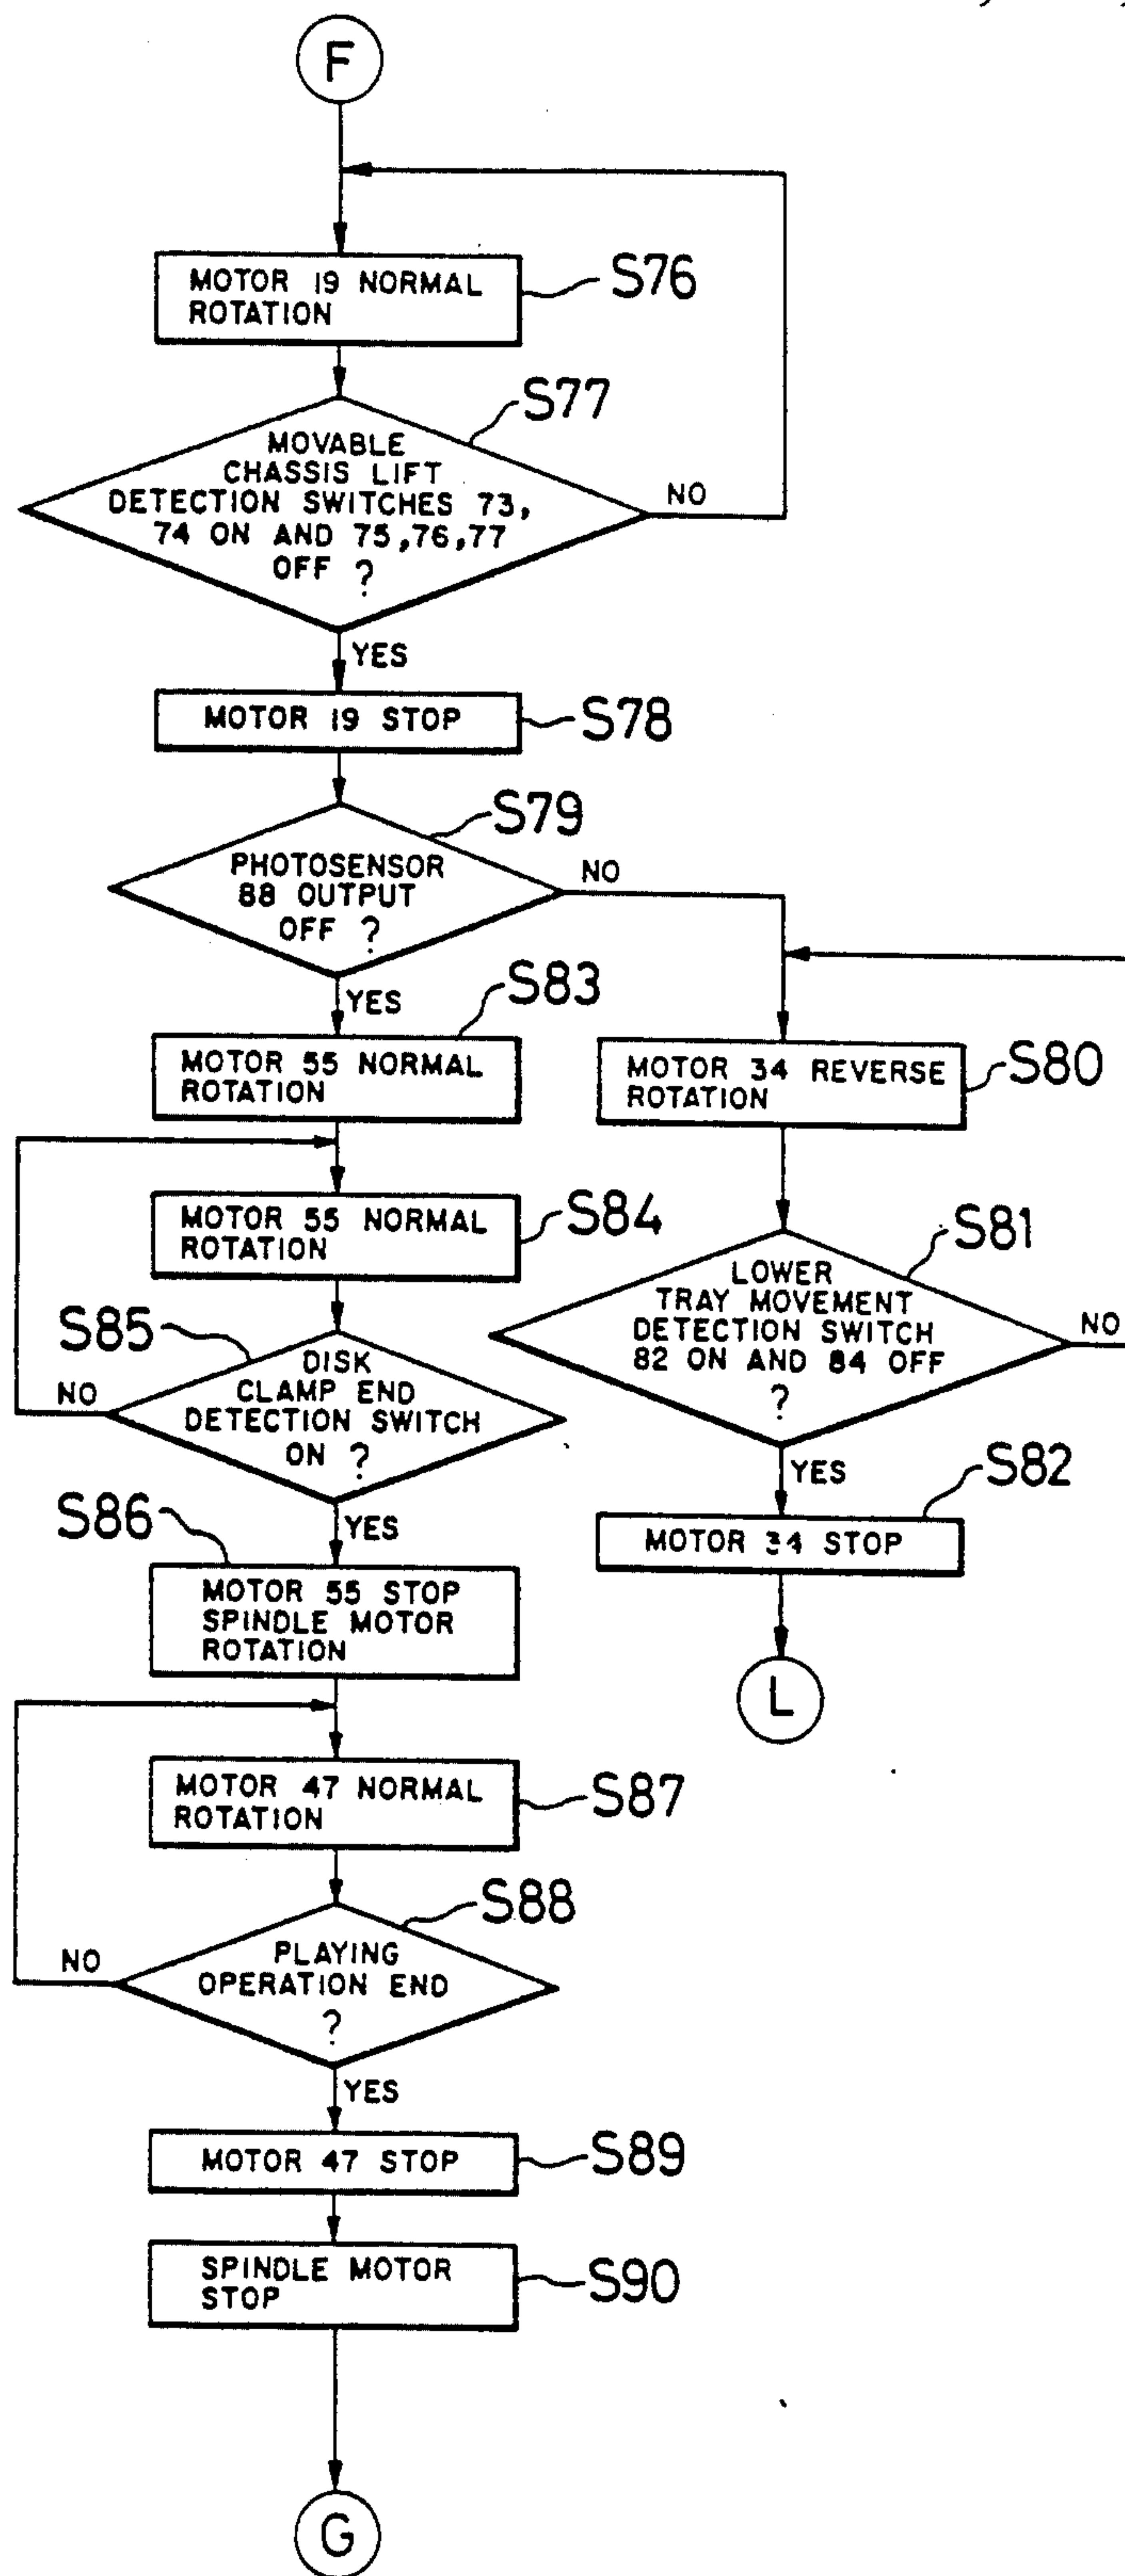 F
MOTOR 19 NORMAL
ROTATION
S76
S77
MOVABLE
CHASSIS LIFT
DETECTION SWITCHES 73,
74 ON AND 75,76,77
OFF ?
NO
YES
MOTOR 19 STOP
S78
S79
PHOTOSENSOR
88 OUTPUT
OFF ?
NO
YES
S83
MOTOR 55 NORMAL
ROTATION
MOTOR 34 REVERSE
ROTATION
S80
MOTOR 55 NORMAL
ROTATION
S84
S81
LOWER
TRAY MOVEMENT
DETECTION SWITCH
82 ON AND 84 OFF
?
NO
S85
DISK
CLAMP END
DETECTION SWITCH
ON ?
NO
YES
YES
S82
MOTOR 34 STOP
L
S86
MOTOR 55 STOP
SPINDLE MOTOR
ROTATION
MOTOR 47 NORMAL
ROTATION
S87
S88
PLAYING
OPERATION END
?
NO
YES
MOTOR 47 STOP
S89
SPINDLE MOTOR
STOP
S90
G